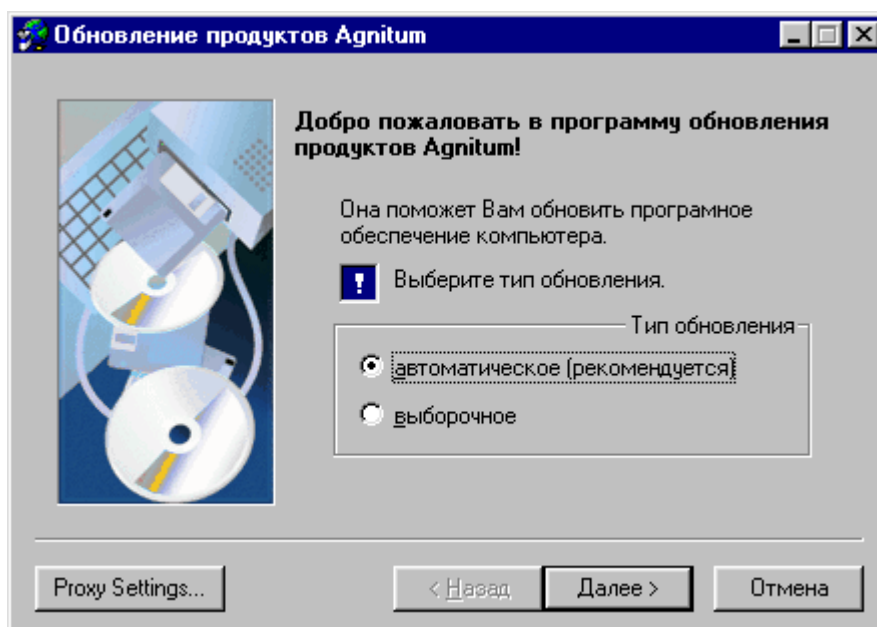 Обновление продуктов Agnitum
Добро пожаловать в программу обновления
продуктов Agnitum!
Она поможет Вам обновить програмное
обеспечение компьютера.
! Выберите тип обновления.
Тип обновления
автоматическое (рекомендуется)
выборочное
Proxy Settings...
< Назад
Далее >
Отмена